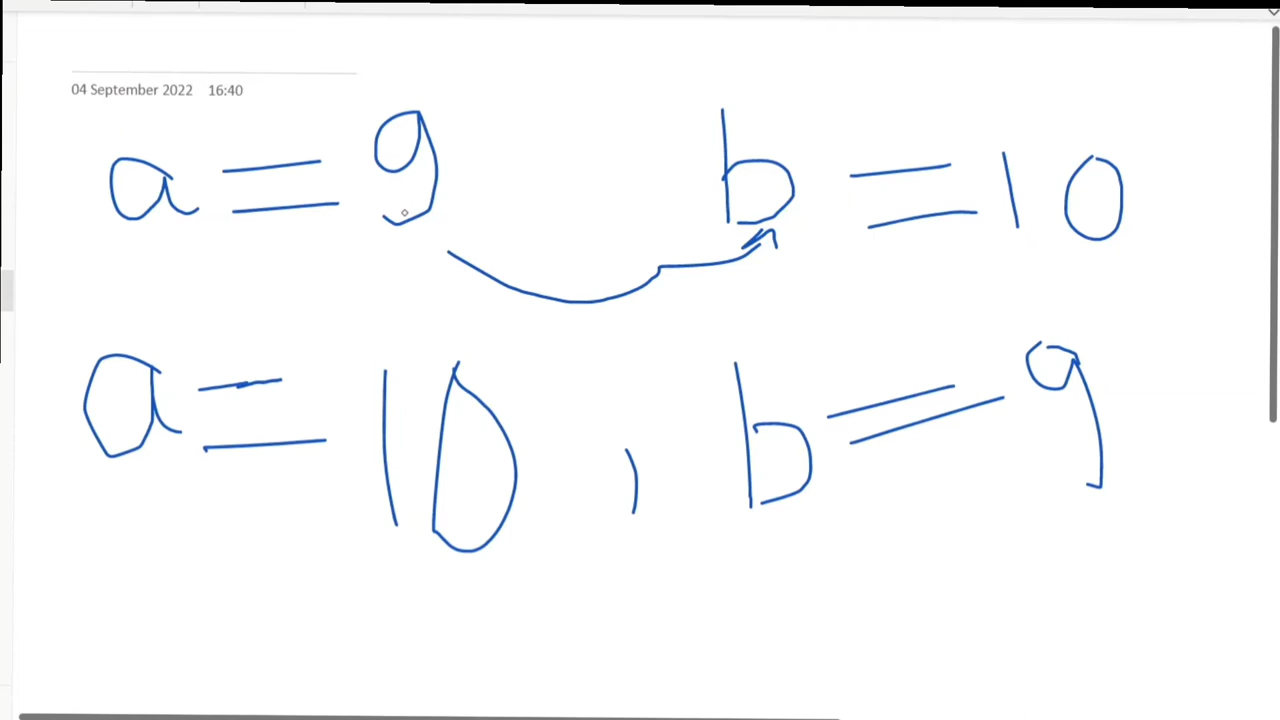 04 September 2022 16:40
a = 9 b = 10
a = 10 , b = 9